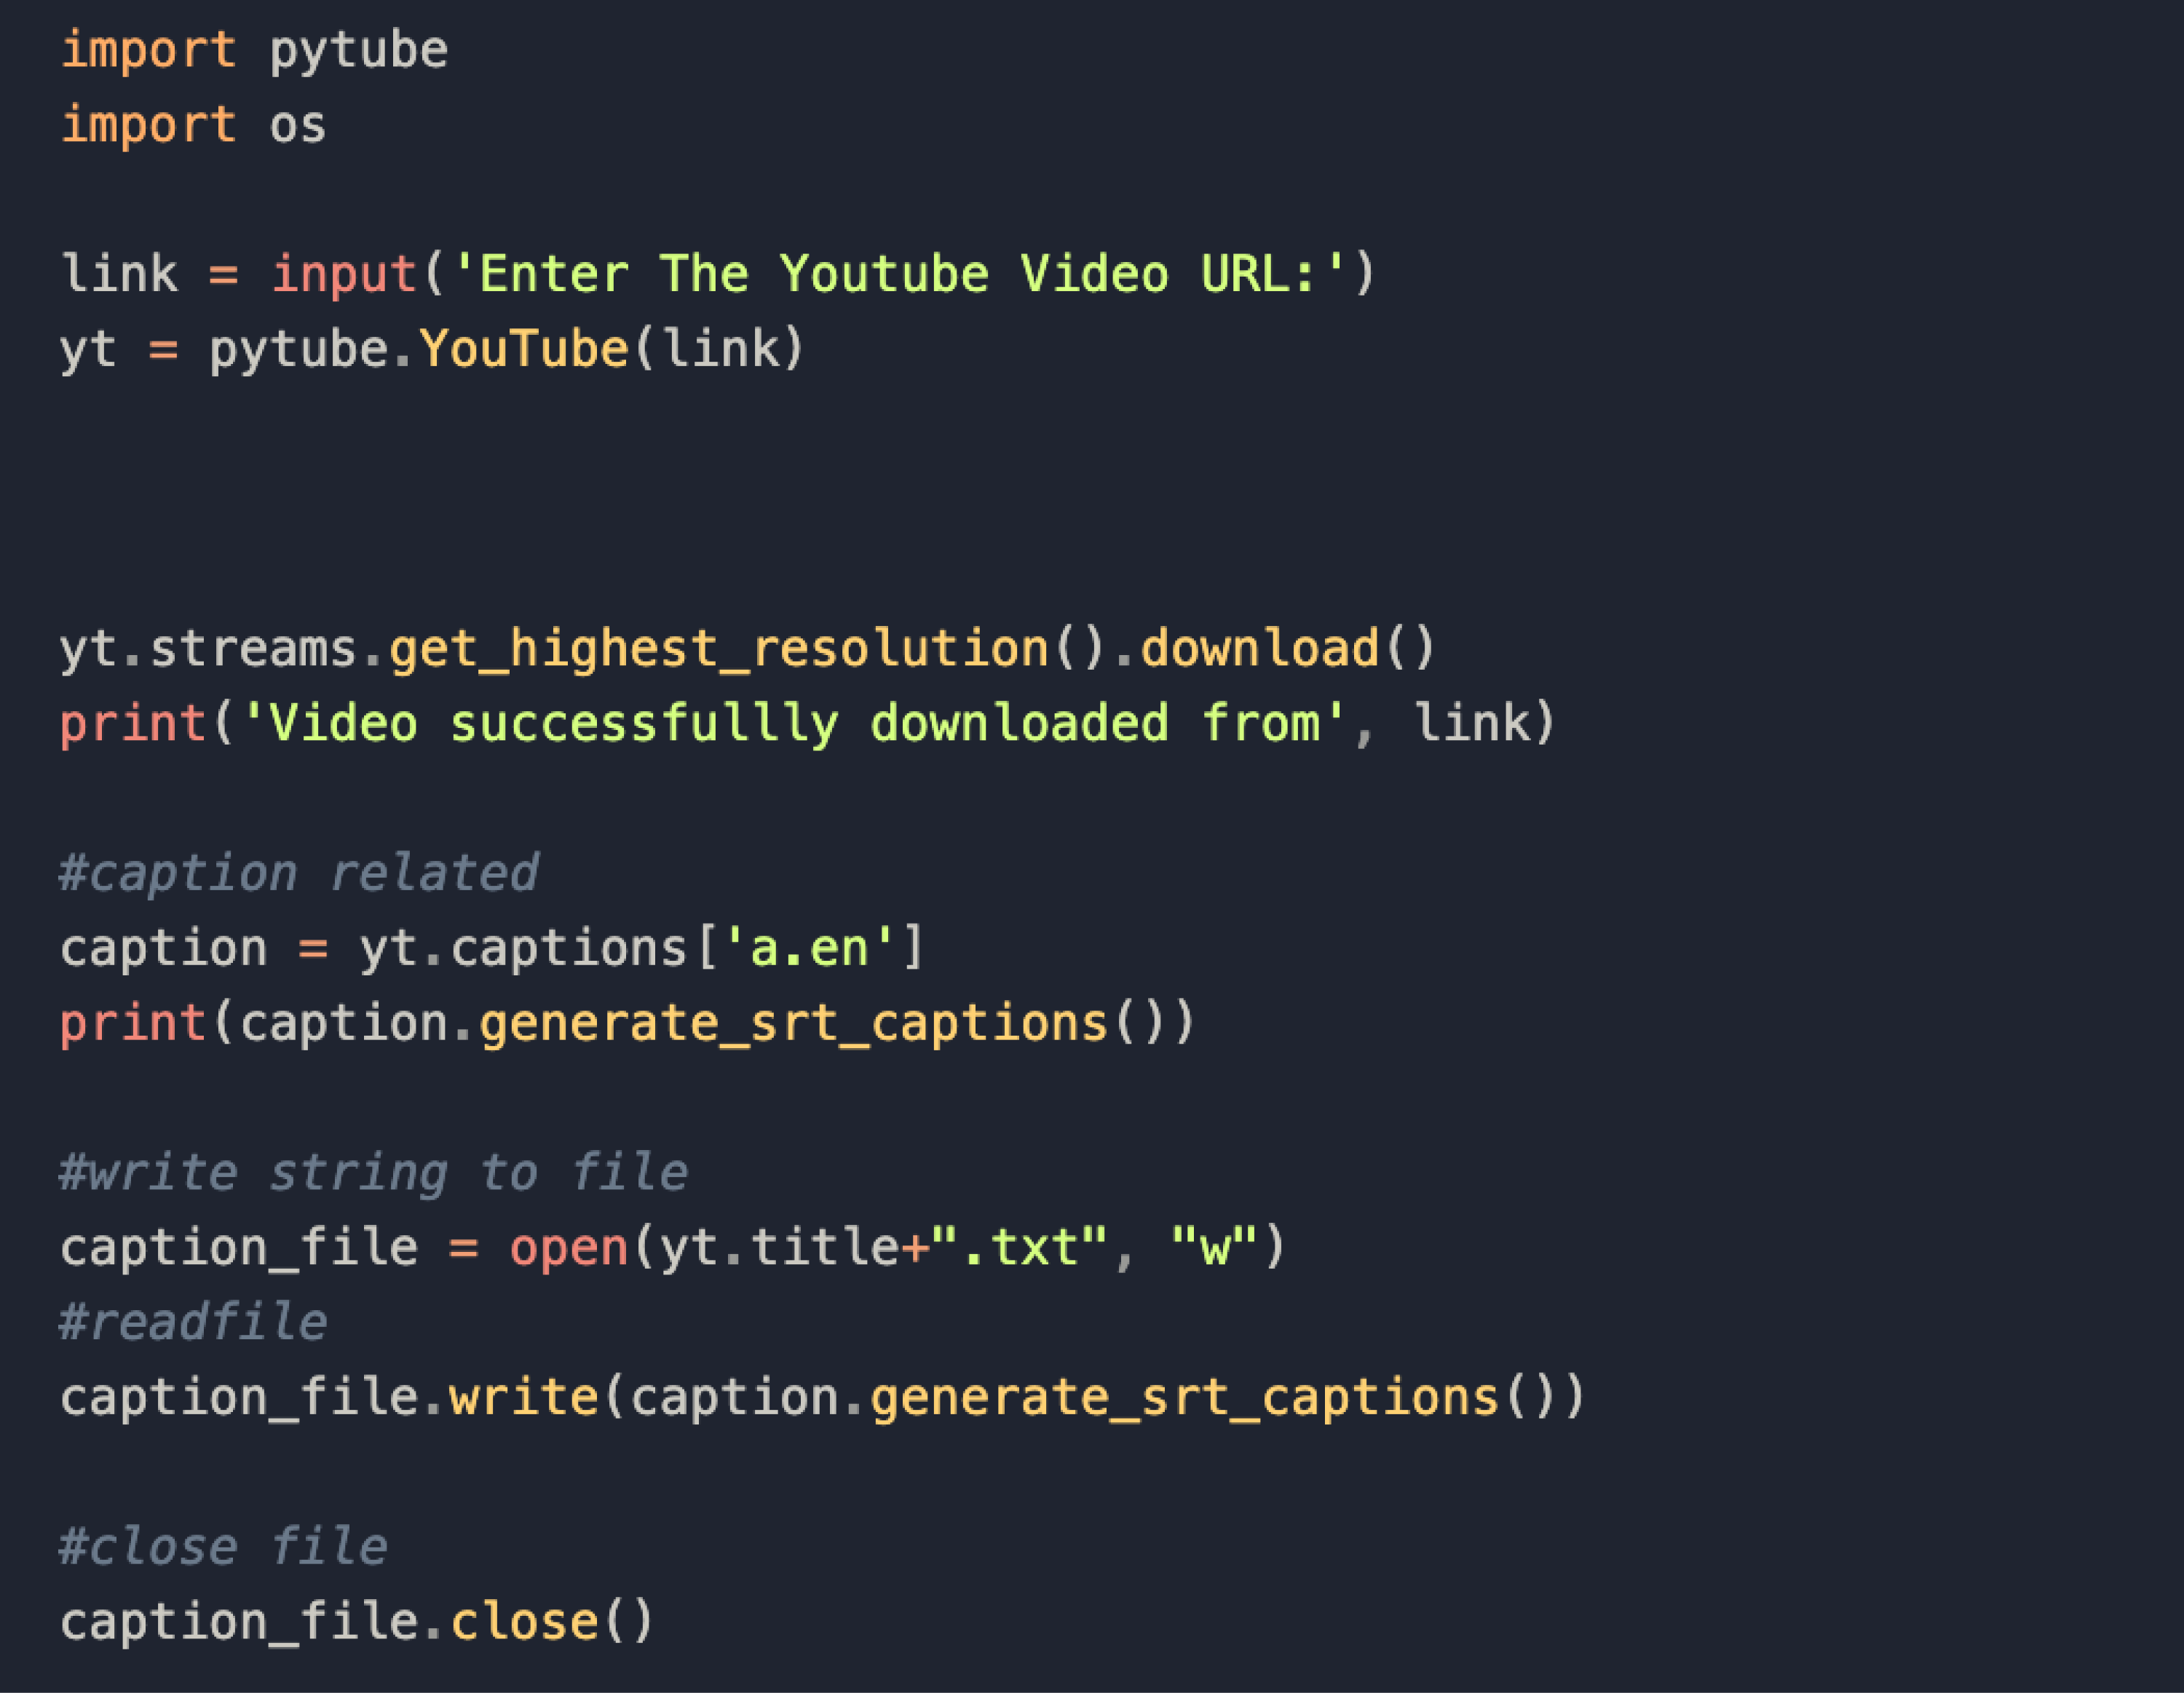 import pytube
import os
link = input('Enter The Youtube Video URL:')
yt = pytube.YouTube(link)
yt.streams.get_highest_resolution().download()
print('Video successfullly downloaded from', link)
#caption related
caption = yt.captions['a.en']
print(caption.generate_srt_captions())
#write string to file
caption_file = open(yt.title+".txt", "w")
#readfile
caption_file.write(caption.generate_srt_captions())
#close file
caption_file.close()